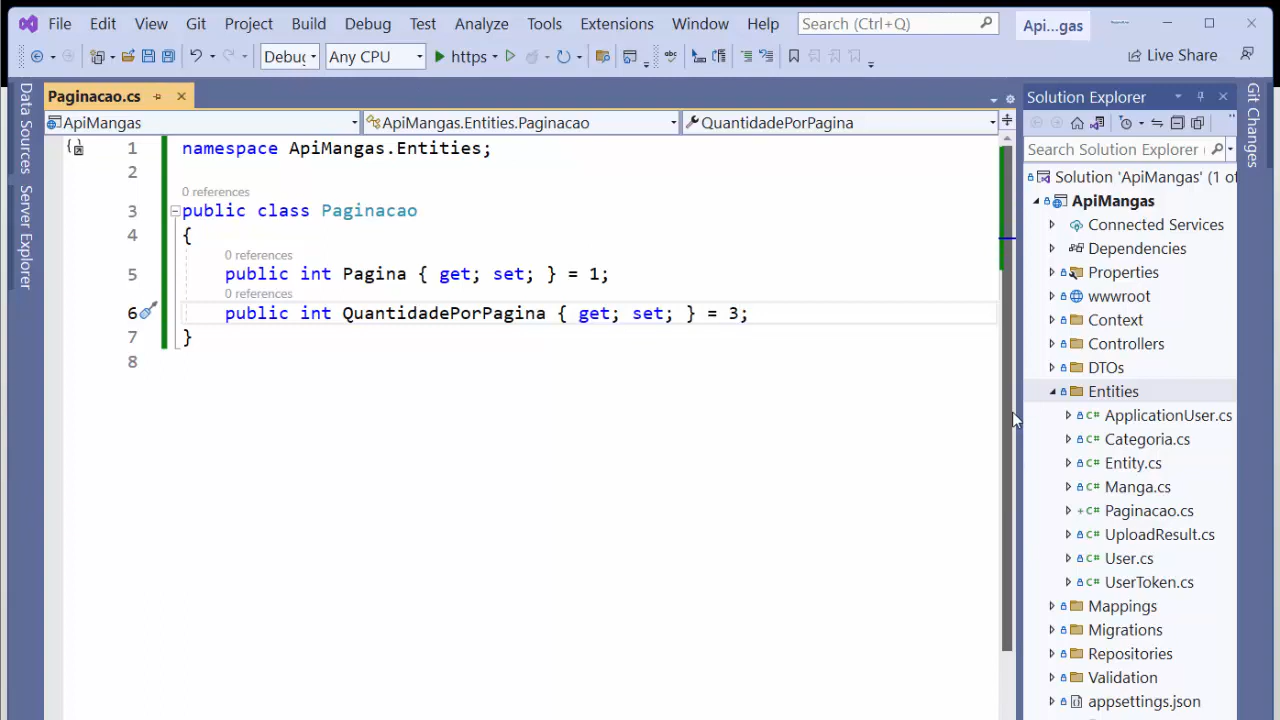 File Edit View Git Project Build Debug Test Analyze Tools Extensions Window Help Search (Ctrl+Q) Api...gas
Debug Any CPU https Live Share
Data Sources
Server Explorer
Paginacao.cs
ApiMangas ApiMangas.Entities.Paginacao QuantidadePorPagina
1 namespace ApiMangas.Entities;
2
0 references
3 public class Paginacao
4 {
0 references
5 public int Pagina { get; set; } = 1;
0 references
6 public int QuantidadePorPagina { get; set; } = 3;
7 }
8
Solution Explorer
Search Solution Explorer
Solution 'ApiMangas' (1 of
ApiMangas
Connected Services
Dependencies
Properties
wwwroot
Context
Controllers
DTOs
Entities
C# ApplicationUser.cs
C# Categoria.cs
C# Entity.cs
C# Manga.cs
+ C# Paginacao.cs
C# UploadResult.cs
C# User.cs
C# UserToken.cs
Mappings
Migrations
Repositories
Validation
appsettings.json
Git Changes